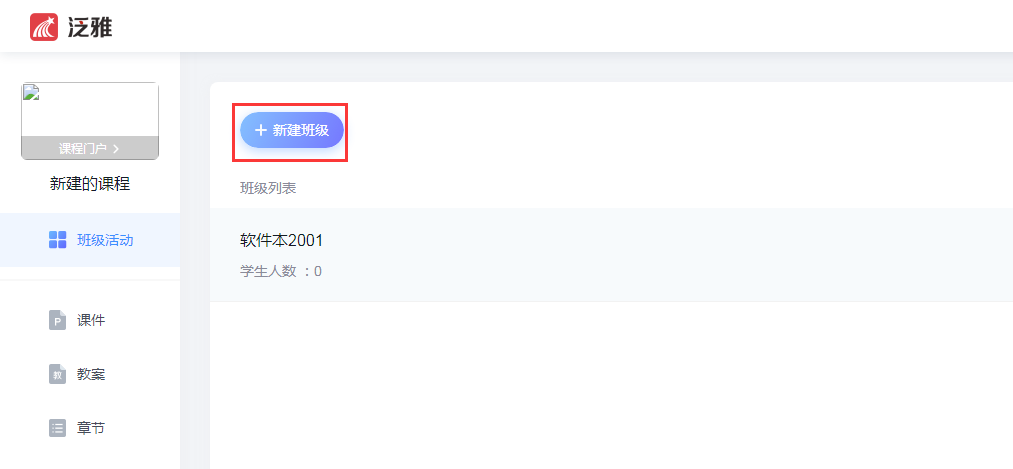 泛雅
课程门户 >
新建的课程
班级活动
P 课件
教 教案
章节
+ 新建班级
班级列表
软件本2001
学生人数 ：0